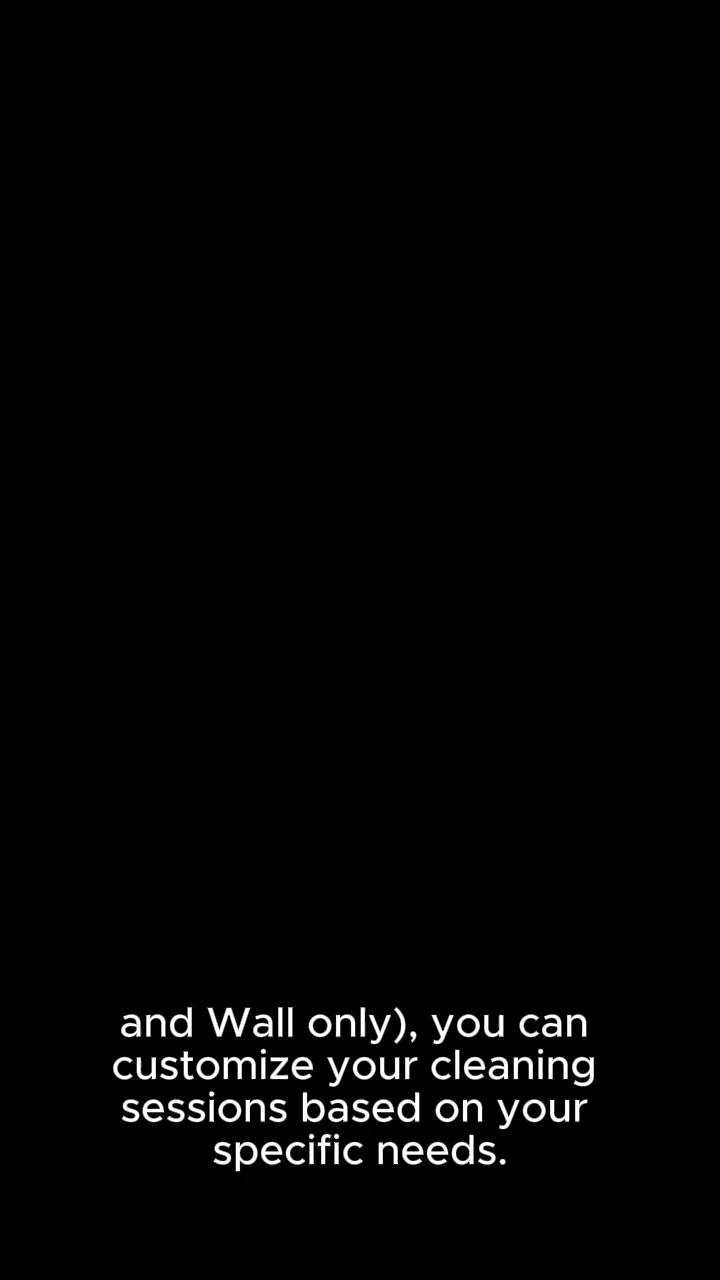 and Wall only), you can
customize your cleaning
sessions based on your
specific needs.